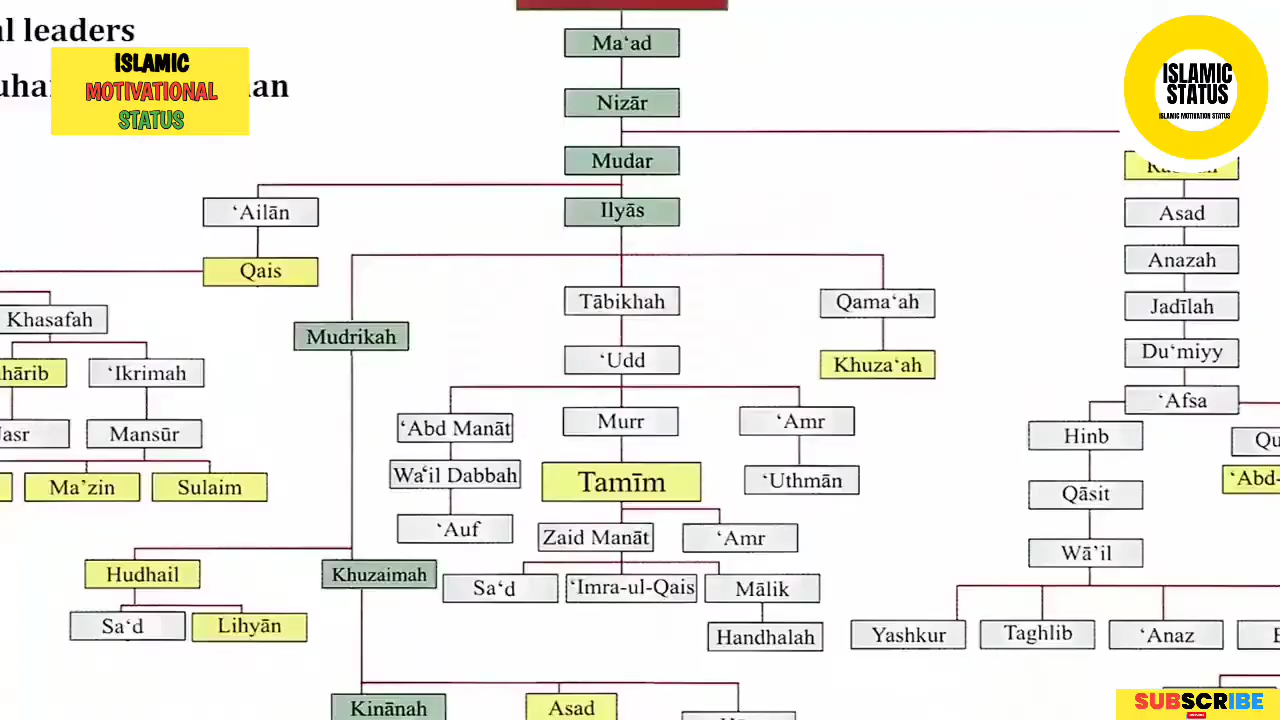 leaders
ISLAMIC
MOTIVATIONAL
STATUS
ISLAMIC
STATUS
ISLAMIC MOTIVATION STATUS
Ma‘ad
Nizār
Mudar
‘Ailān
Ilyās
Asad
Qais
Anazah
Khasafah
Mudrikah
Tābikhah
Qama‘ah
Jadīlah
‘Udd
Khuza‘ah
Du‘miyy
‘Ikrimah
‘Afsa
Mansūr
‘Abd Manāt
Murr
‘Amr
Hinb
Ma’zin
Sulaim
Wa‘il Dabbah
Tamīm
‘Uthmān
Qāsit
‘Abd-
‘Auf
Zaid Manāt
‘Amr
Wā’il
Hudhail
Khuzaimah
Sa‘d
‘Imra-ul-Qais
Mālik
Sa‘d
Lihyān
Handhalah
Yashkur
Taghlib
‘Anaz
Kinānah
Asad
SUBSCRIBE